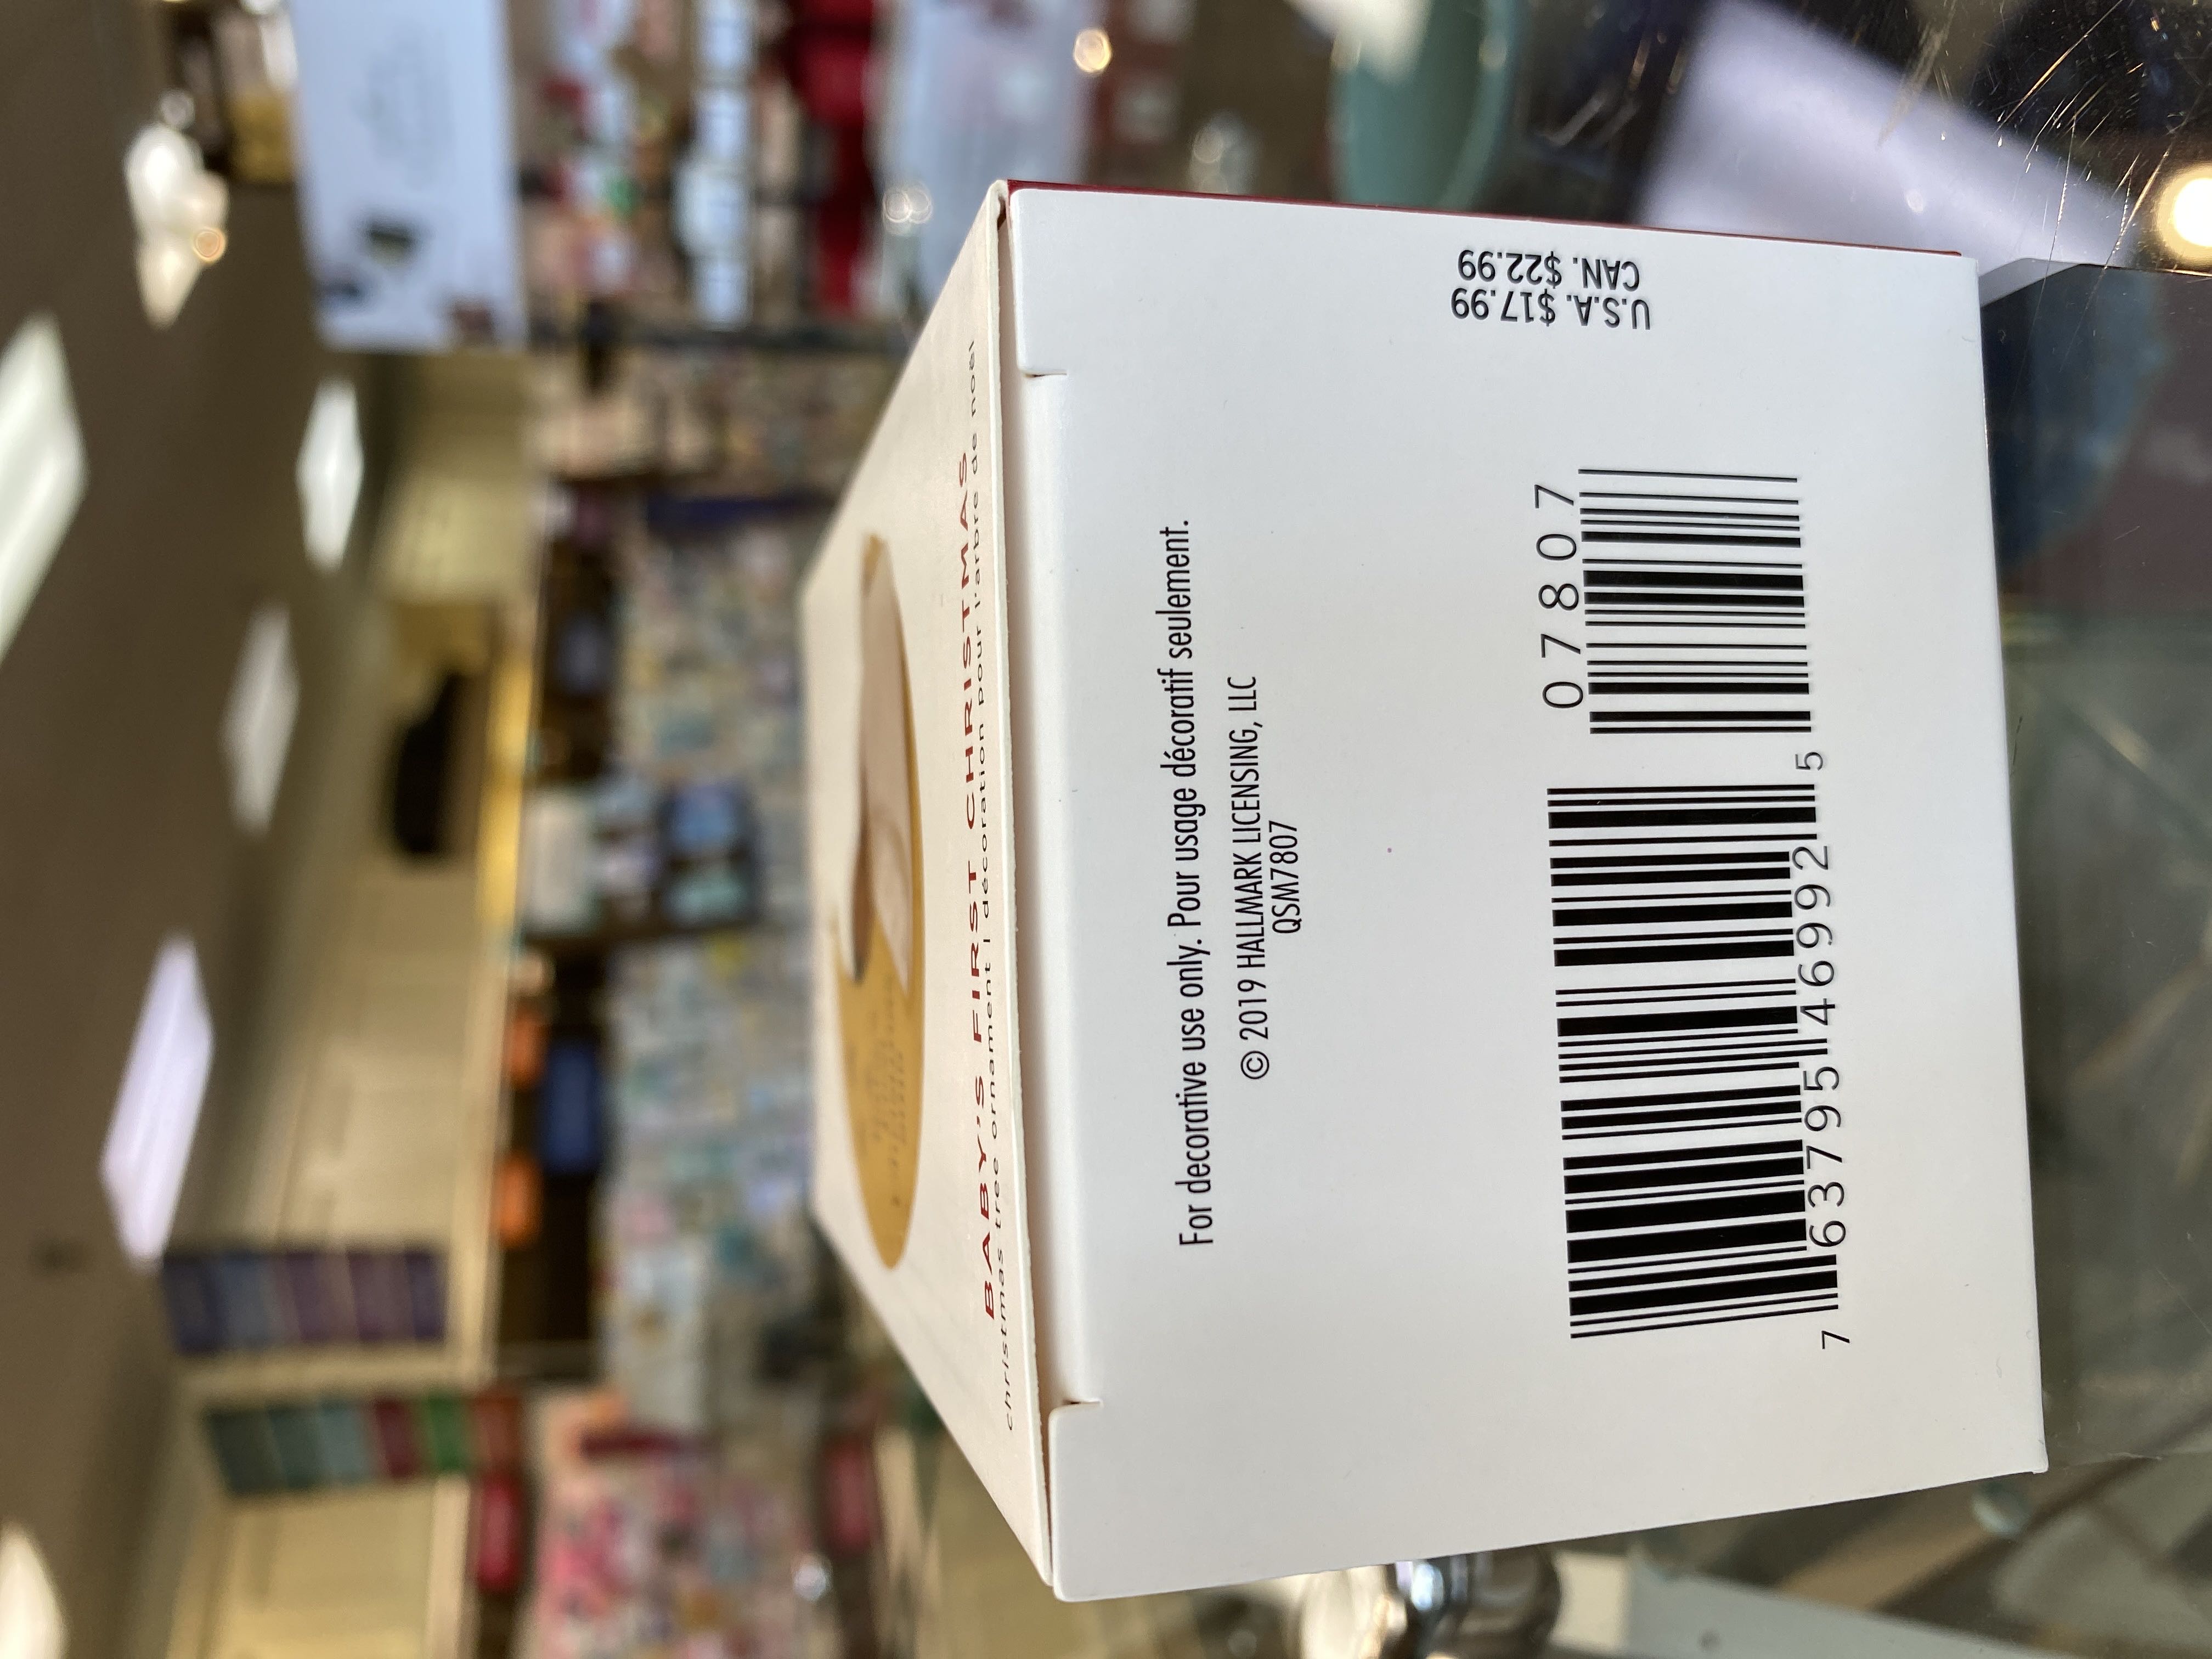 BABY'S FIRST CHRISTMAS
christmas tree ornament | décoration pour l'arbre de noël
For decorative use only. Pour usage décoratif seulement.
© 2019 HALLMARK LICENSING, LLC
QSM7807
U.S.A. $17.99
CAN. $22.99
07807
7 63795 46992 5